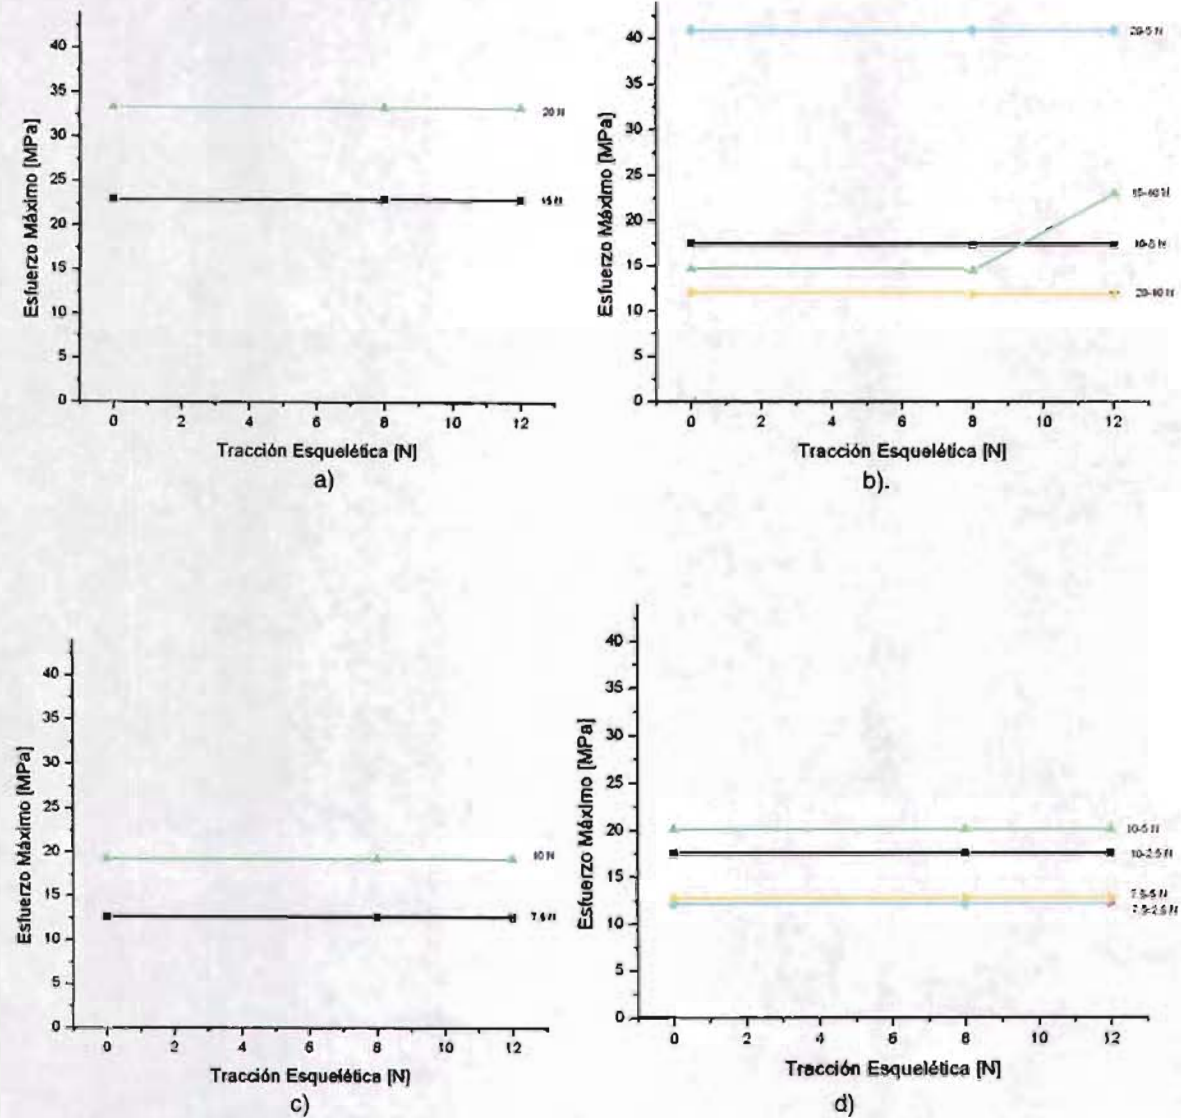 40
35
30
25
20
15
10
5
0
Esfuerzo Máximo [MPa]
20 N
15 N
0 2 4 6 8 10 12
Tracción Esquelética [N]
a)
40
35
30
25
20
15
10
5
0
Esfuerzo Máximo [MPa]
20-5 N
N
N
20-10 N
0 2 4 6 8 10 12
Tracción Esquelética [N]
b).
40
35
30
25
20
15
10
5
0
Esfuerzo Máximo [MPa]
10 N
7.5 N
0 2 4 6 8 10 12
Tracción Esquelética [N]
c)
40
35
30
25
20
15
10
5
0
Esfuerzo Máximo [MPa]
10-5 N
10-2.5 N
7.5-5 N
7.5-2.5 N
0 2 4 6 8 10 12
Tracción Esquelética [N]
d)